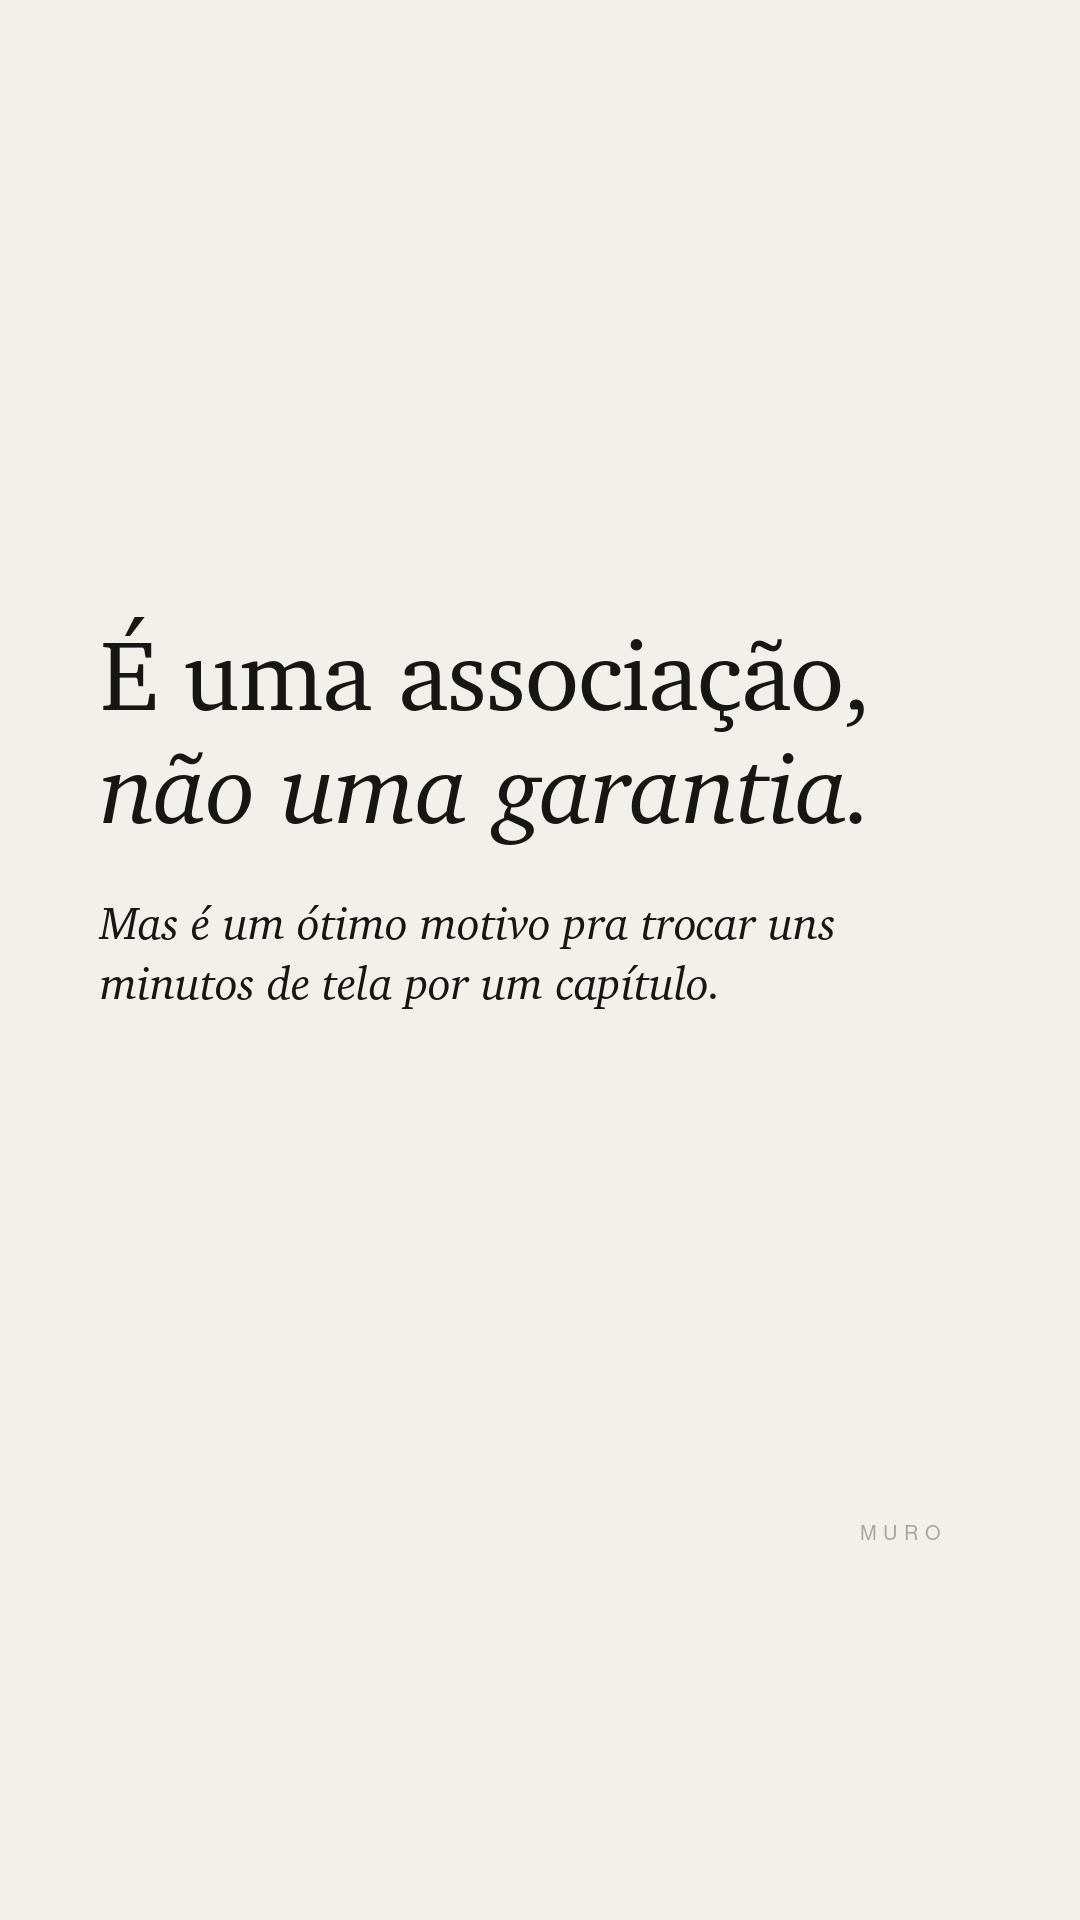 É uma associação,
não uma garantia.
Mas é um ótimo motivo pra trocar uns
minutos de tela por um capítulo.
MURO